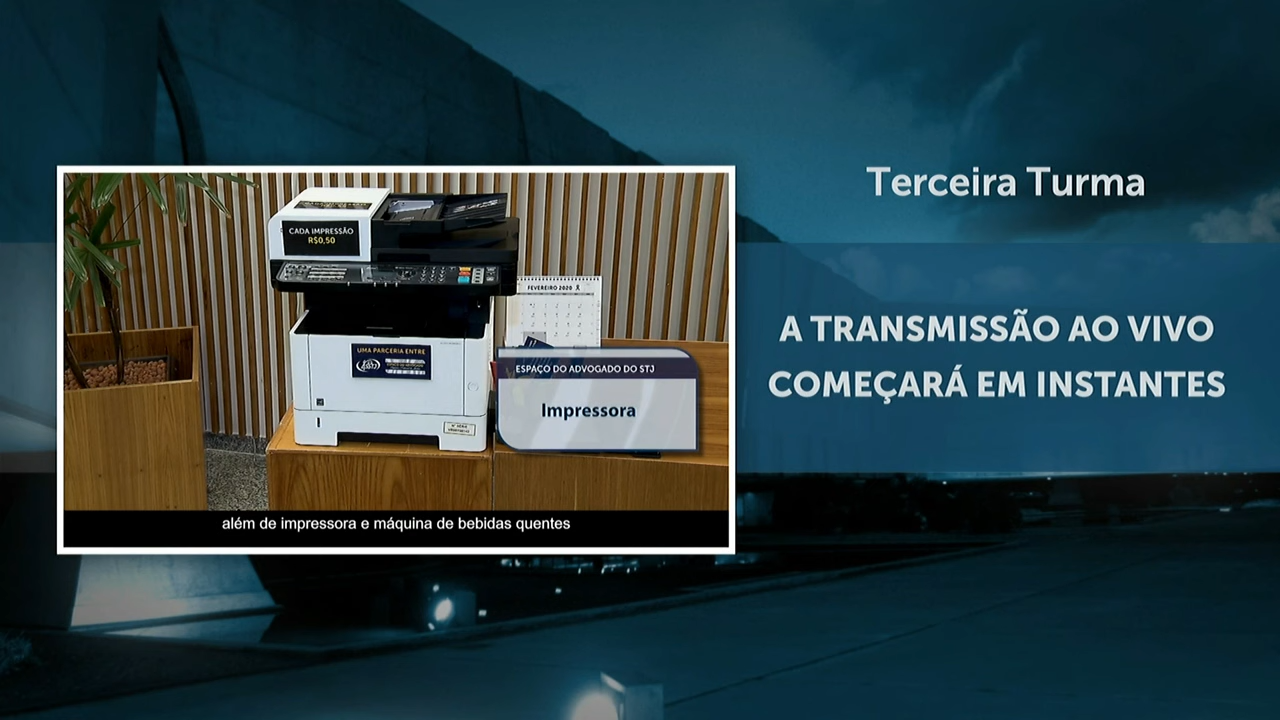 Terceira Turma
A TRANSMISSÃO AO VIVO
COMEÇARÁ EM INSTANTES
CADA IMPRESSÃO
R$0,50
FEVEREIRO 2020
UMA PARCERIA ENTRE
ESPAÇO DO ADVOGADO DO STJ
Impressora
além de impressora e máquina de bebidas quentes